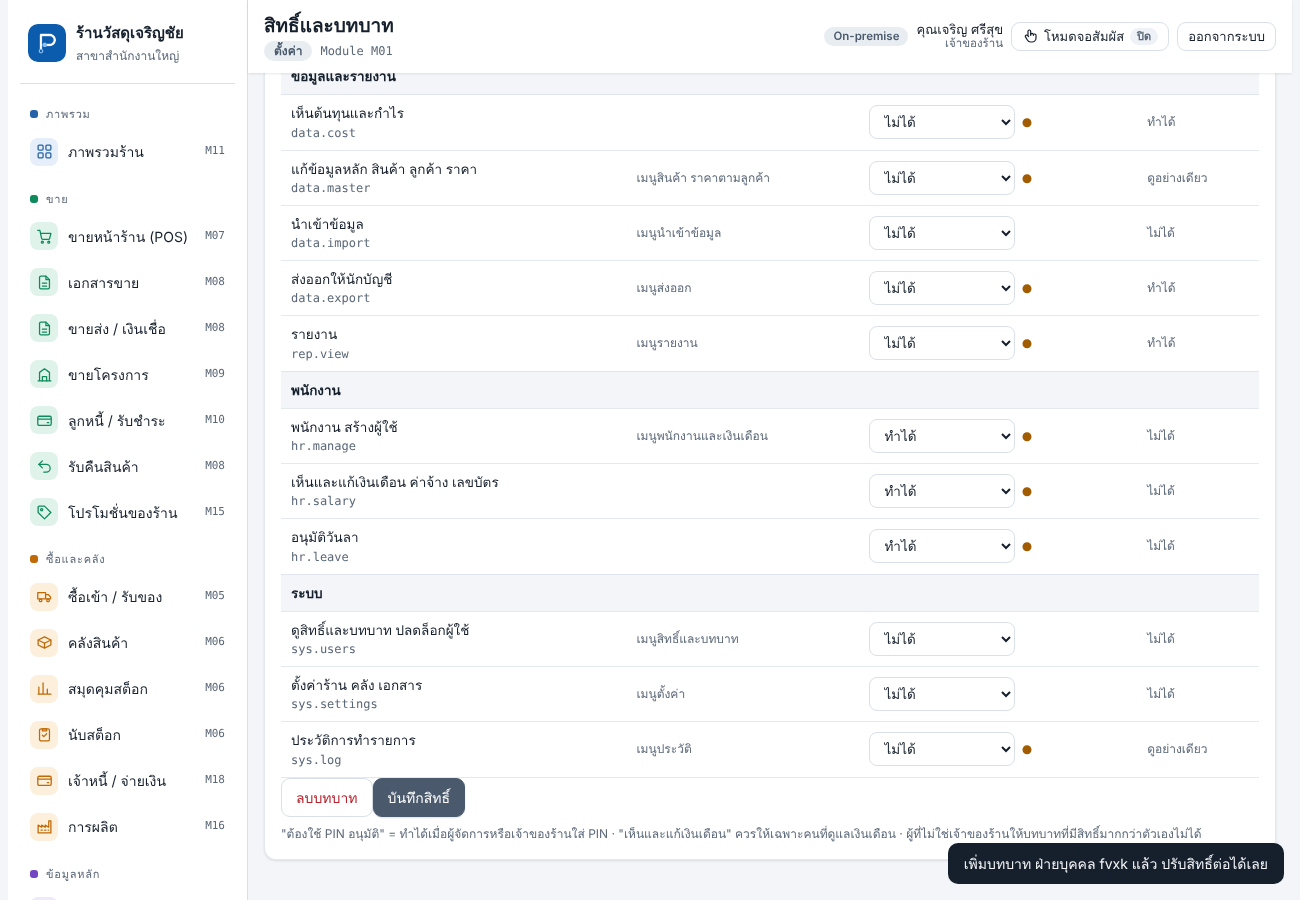 ร้านวัสดุเจริญชัย
สาขาสำนักงานใหญ่
ภาพรวม
ภาพรวมร้าน M11
ขาย
ขายหน้าร้าน (POS) M07
เอกสารขาย M08
ขายส่ง / เงินเชื่อ M08
ขายโครงการ M09
ลูกหนี้ / รับชำระ M10
รับคืนสินค้า M08
โปรโมชั่นของร้าน M15
ซื้อและคลัง
ซื้อเข้า / รับของ M05
คลังสินค้า M06
สมุดคุมสต็อก M06
นับสต็อก M06
เจ้าหนี้ / จ่ายเงิน M18
การผลิต M16
ข้อมูลหลัก
สิทธิ์และบทบาท
ตั้งค่า Module M01
On-premise
คุณเจริญ ศรีสุข
เจ้าของร้าน
โหมดจอสัมผัส ปิด
ออกจากระบบ
ข้อมูลและรายงาน
เห็นต้นทุนและกำไร ไม่ได้ ทำได้
data.cost
แก้ข้อมูลหลัก สินค้า ลูกค้า ราคา เมนูสินค้า ราคาตามลูกค้า ไม่ได้ ดูอย่างเดียว
data.master
นำเข้าข้อมูล เมนูนำเข้าข้อมูล ไม่ได้ ไม่ได้
data.import
ส่งออกให้นักบัญชี เมนูส่งออก ไม่ได้ ทำได้
data.export
รายงาน เมนูรายงาน ไม่ได้ ทำได้
rep.view
พนักงาน
พนักงาน สร้างผู้ใช้ เมนูพนักงานและเงินเดือน ทำได้ ไม่ได้
hr.manage
เห็นและแก้เงินเดือน ค่าจ้าง เลขบัตร ทำได้ ไม่ได้
hr.salary
อนุมัติวันลา ทำได้ ไม่ได้
hr.leave
ระบบ
ดูสิทธิ์และบทบาท ปลดล็อกผู้ใช้ เมนูสิทธิ์และบทบาท ไม่ได้ ไม่ได้
sys.users
ตั้งค่าร้าน คลัง เอกสาร เมนูตั้งค่า ไม่ได้ ไม่ได้
sys.settings
ประวัติการทำรายการ เมนูประวัติ ไม่ได้ ดูอย่างเดียว
sys.log
ลบบทบาท บันทึกสิทธิ์
"ต้องใช้ PIN อนุมัติ" = ทำได้เมื่อผู้จัดการหรือเจ้าของร้านใส่ PIN · "เห็นและแก้เงินเดือน" ควรให้เฉพาะคนที่ดูแลเงินเดือน · ผู้ที่ไม่ใช่เจ้าของร้านให้บทบาทที่มีสิทธิ์มากกว่าตัวเองไม่ได้
เพิ่มบทบาท ฝ่ายบุคคล fvxk แล้ว ปรับสิทธิ์ต่อได้เลย